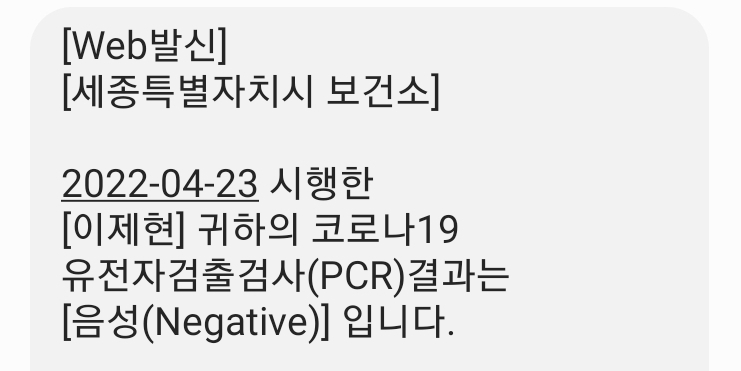 [Web발신]
[세종특별자치시 보건소]
2022-04-23 시행한
[이제현] 귀하의 코로나19
유전자검출검사(PCR)결과는
[음성(Negative)] 입니다.